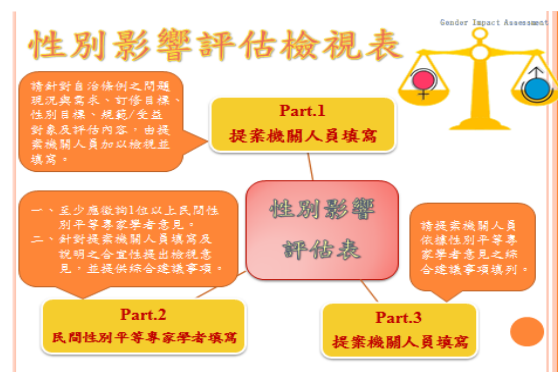 Gender Impact Assessment
性別影響評估檢視表
請針對自治條例之問題
現況與需求、訂修目標、
性別目標、規範/受益
對象及評估內容，由提
案機關人員加以檢視並
填寫。
Part.1
提案機關人員填寫
一、至少應徵詢1位以上民間性
別平等專家學者意見。
二、針對提案機關人員填寫及
說明之合宜性提出檢視意
見，並提供綜合建議事項。
性別影響
評估表
請提案機關人員
依據性別平等專
家學者意見之綜
合建議事項填列。
Part.2
民間性別平等專家學者填寫
Part.3
提案機關人員填寫